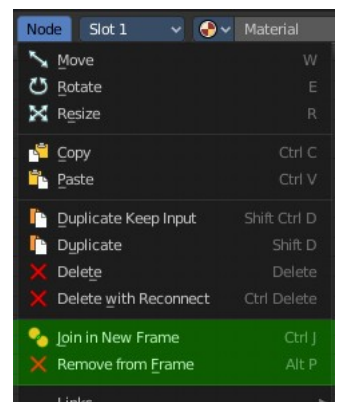 Node Slot 1 Material
Move W
Rotate E
Resize R
Copy Ctrl C
Paste Ctrl V
Duplicate Keep Input Shift Ctrl D
Duplicate Shift D
Delete Delete
Delete with Reconnect Ctrl Delete
Join in New Frame Ctrl J
Remove from Frame Alt P
Links